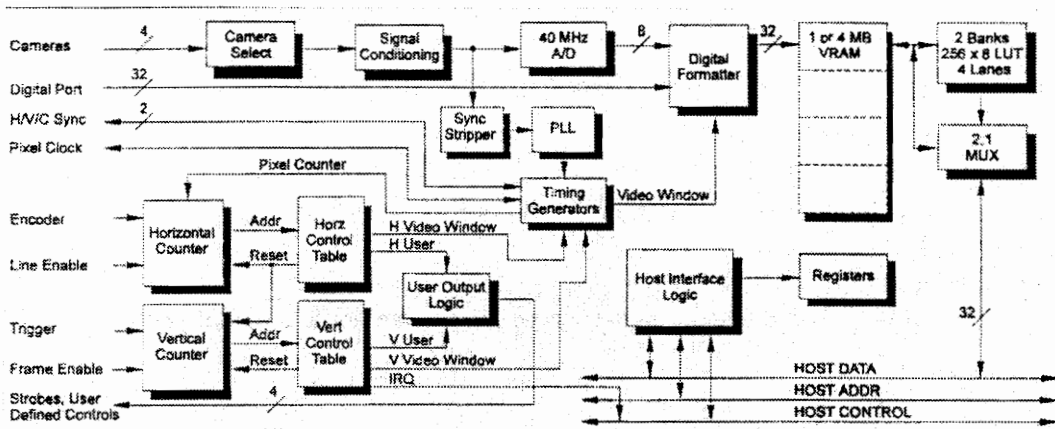 Cameras
4
Camera
Select
Signal
Conditioning
40 MHz
A/D
8
Digital
Formatter
32
1 or 4 MB
VRAM
2 Banks
256 x 8 LUT
4 Lanes
Digital Port
32
H/V/C Sync
2
Sync
Stripper
PLL
2:1
MUX
Pixel Clock
Pixel Counter
Timing
Generators
Video Window
Encoder
Horizontal
Counter
Addr
Horz
Control
Table
H Video Window
H User
Line Enable
Reset
User Output
Logic
Host Interface
Logic
Registers
32
Trigger
Vertical
Counter
Addr
Vert
Control
Table
V User
Frame Enable
Reset
V Video Window
IRQ
HOST DATA
Strobes, User
Defined Controls
4
HOST ADDR
HOST CONTROL